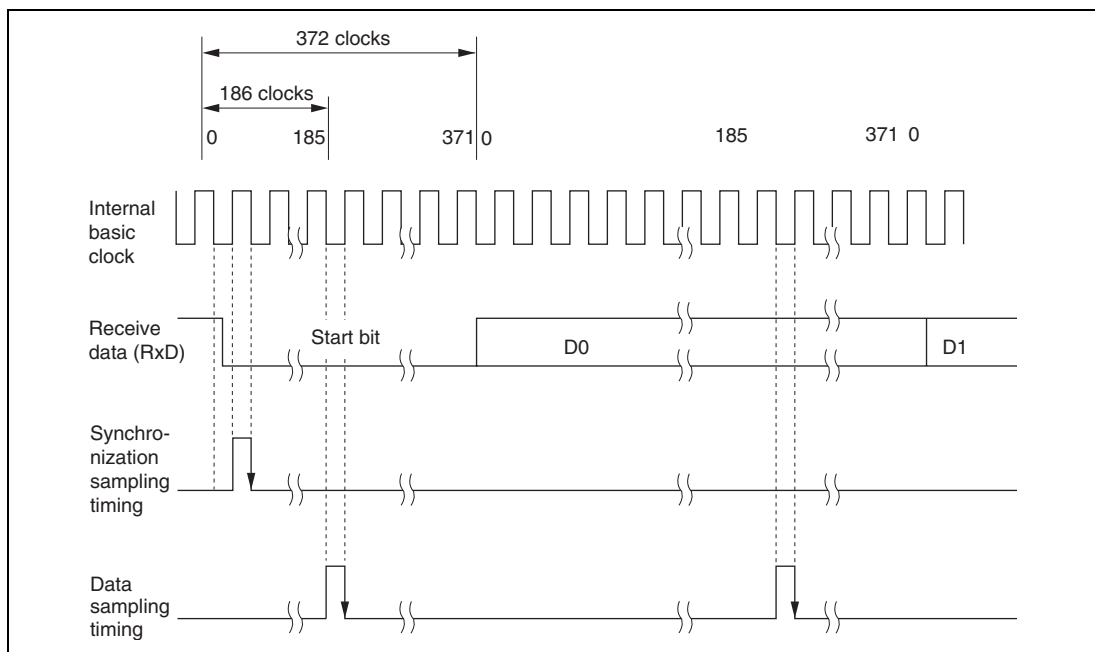 372 clocks
186 clocks
0 185 371 0 185 371 0
Internal
basic
clock
Receive
data (RxD)
Start bit
D0
D1
Synchro-
nization
sampling
timing
Data
sampling
timing